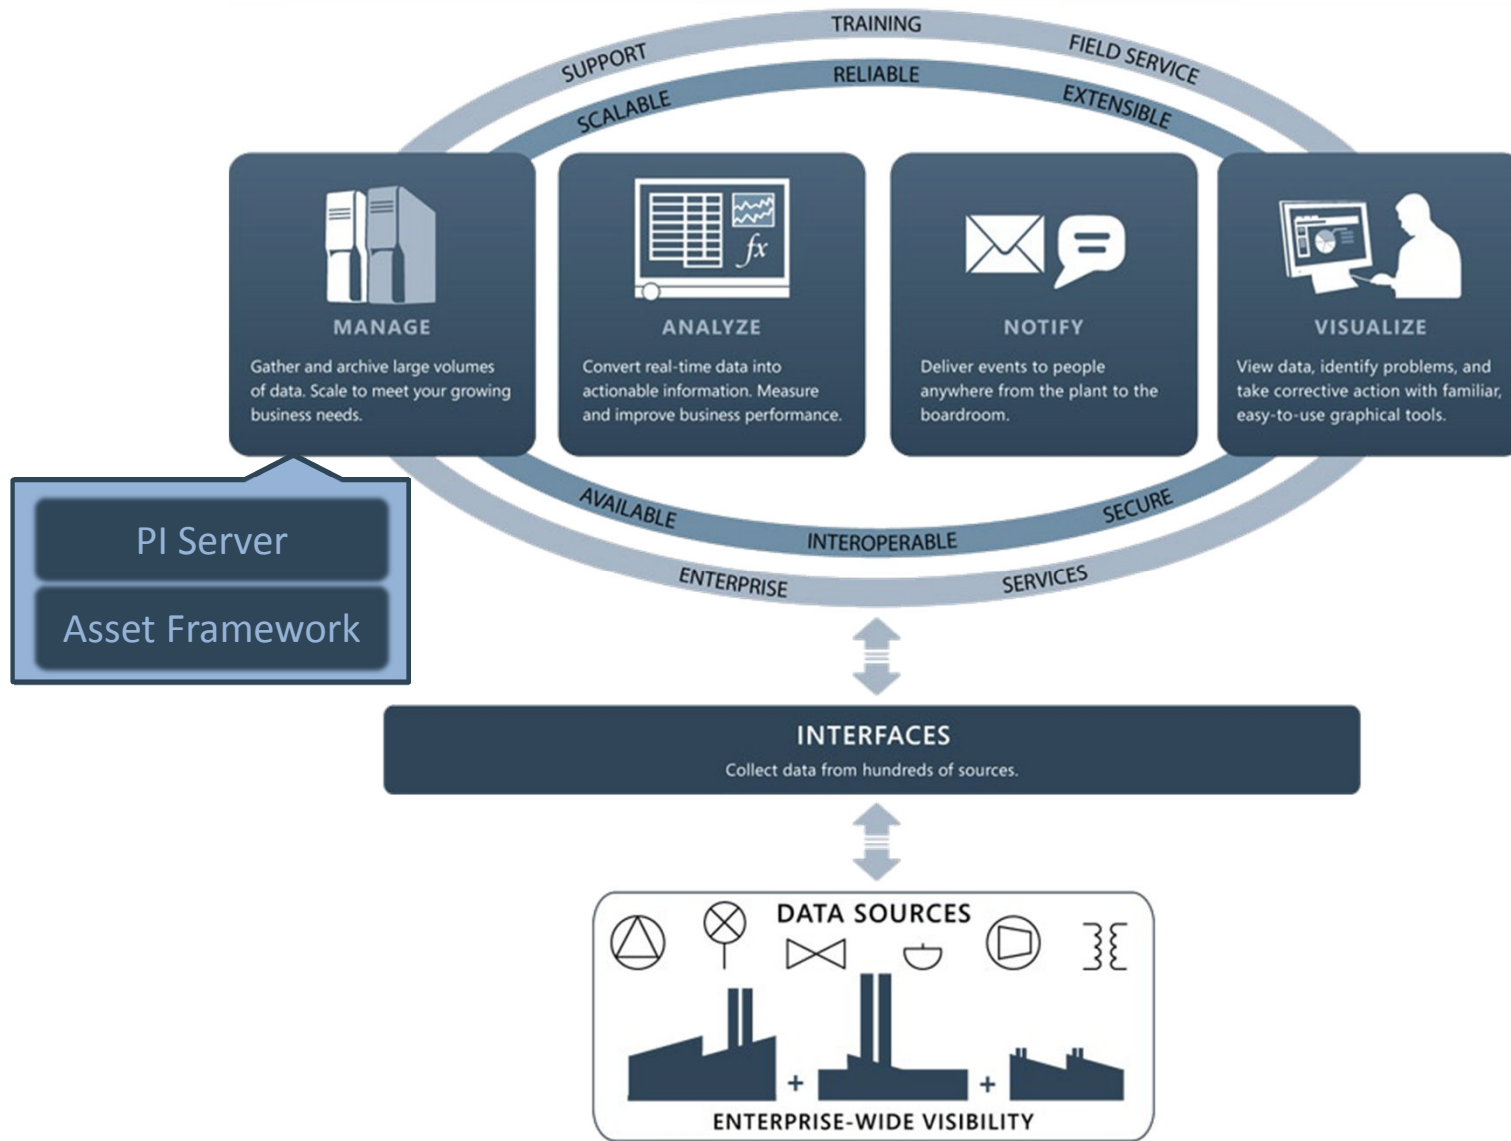 TRAINING
SUPPORT
FIELD SERVICE
RELIABLE
SCALABLE
EXTENSIBLE
fx
MANAGE
Gather and archive large volumes
of data. Scale to meet your growing
business needs.
ANALYZE
Convert real-time data into
actionable information. Measure
and improve business performance.
NOTIFY
Deliver events to people
anywhere from the plant to the
boardroom.
VISUALIZE
View data, identify problems, and
take corrective action with familiar,
easy-to-use graphical tools.
PI Server
Asset Framework
AVAILABLE
INTEROPERABLE
SECURE
ENTERPRISE
SERVICES
INTERFACES
Collect data from hundreds of sources.
DATA SOURCES
+
+
ENTERPRISE-WIDE VISIBILITY